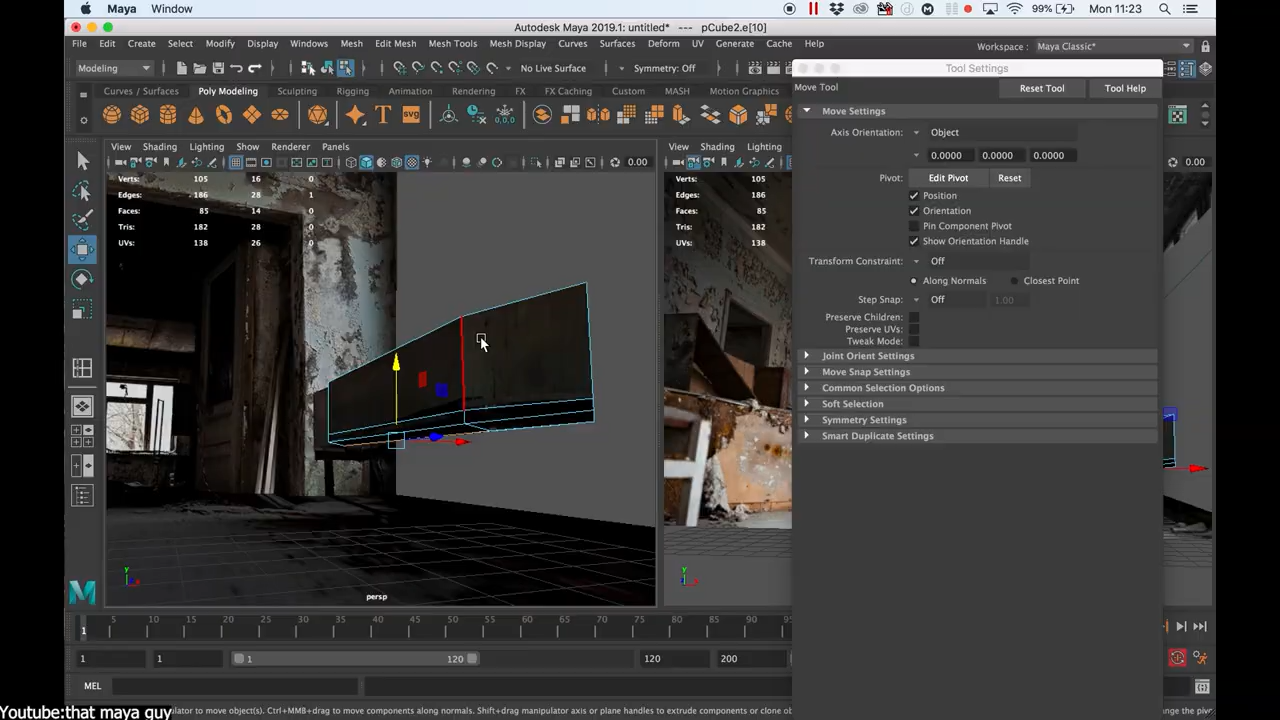 Maya Window 99% Mon 11:23
Autodesk Maya 2019.1: untitled* --- pCube2.e[10]
File Edit Create Select Modify Display Windows Mesh Edit Mesh Mesh Tools Mesh Display Curves Surfaces Deform UV Generate Cache Help Workspace : Maya Classic*
Modeling No Live Surface Symmetry: Off
Tool Settings
Curves / Surfaces Poly Modeling Sculpting Rigging Animation Rendering FX FX Caching Custom MASH Motion Graphics
Move Tool Reset Tool Tool Help
Move Settings
Axis Orientation: Object
0.0000 0.0000 0.0000
Pivot: Edit Pivot Reset
Position
Orientation
Pin Component Pivot
Show Orientation Handle
Transform Constraint: Off
Along Normals Closest Point
Step Snap: Off 1.00
Preserve Children:
Preserve UVs:
Tweak Mode:
Joint Orient Settings
Move Snap Settings
Common Selection Options
Soft Selection
Symmetry Settings
Smart Duplicate Settings
View Shading Lighting Show Renderer Panels
0.00
Verts: 105 16 0
Edges: 186 28 1
Faces: 85 14 0
Tris: 182 28 0
UVs: 138 26 0
y
persp
View Shading Lighting
0.00
Verts: 105
Edges: 186
Faces: 85
Tris: 182
UVs: 138
y
1 5 10 15 20 25 30 35 40 45 50 55 60 65 70 75 80 85
1 1 1 120 120 200
MEL
Youtube:that maya guy
ulator to move object(s). Ctrl+MMB+drag to move components along normals. Shift+drag manipulator axis or plane handles to extrude components or clone obj
change the pivo